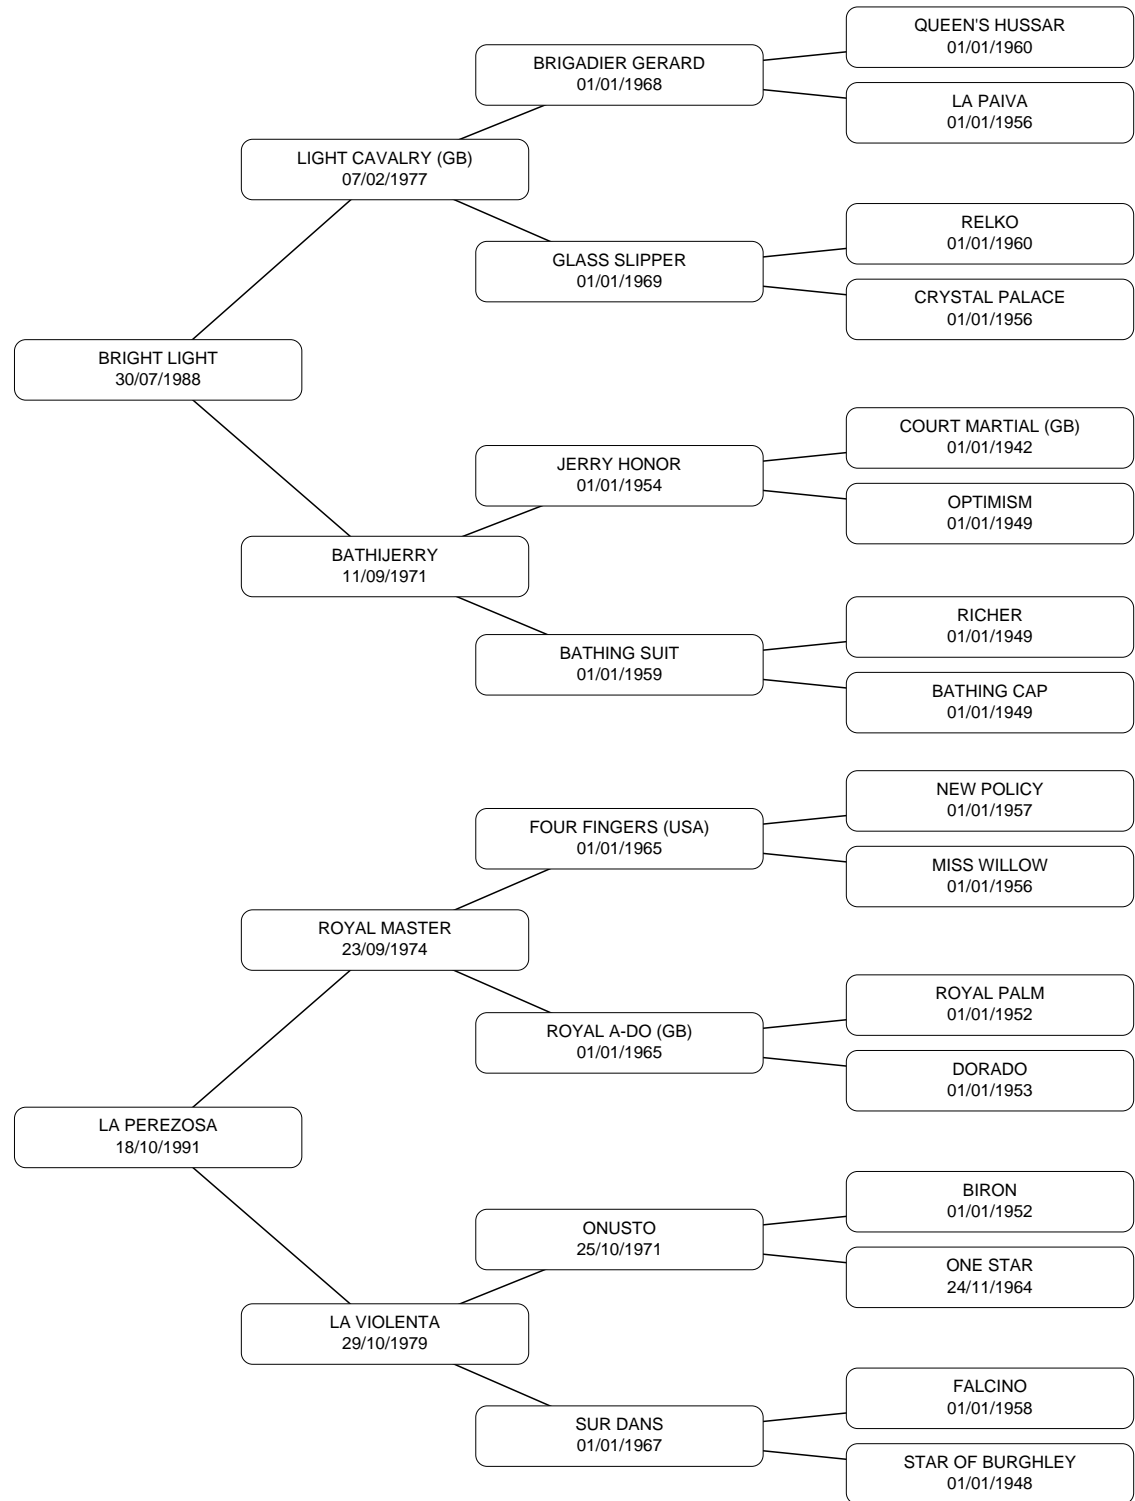 QUEEN'S HUSSAR
01/01/1960
BRIGADIER GERARD
01/01/1968
LA PAIVA
01/01/1956
LIGHT CAVALRY (GB)
07/02/1977
RELKO
01/01/1960
GLASS SLIPPER
01/01/1969
CRYSTAL PALACE
01/01/1956
BRIGHT LIGHT
30/07/1988
COURT MARTIAL (GB)
01/01/1942
JERRY HONOR
01/01/1954
OPTIMISM
01/01/1949
BATHIJERRY
11/09/1971
RICHER
01/01/1949
BATHING SUIT
01/01/1959
BATHING CAP
01/01/1949
NEW POLICY
01/01/1957
FOUR FINGERS (USA)
01/01/1965
MISS WILLOW
01/01/1956
ROYAL MASTER
23/09/1974
ROYAL PALM
01/01/1952
ROYAL A-DO (GB)
01/01/1965
DORADO
01/01/1953
LA PEREZOSA
18/10/1991
BIRON
01/01/1952
ONUSTO
25/10/1971
ONE STAR
24/11/1964
LA VIOLENTA
29/10/1979
FALCINO
01/01/1958
SUR DANS
01/01/1967
STAR OF BURGHLEY
01/01/1948